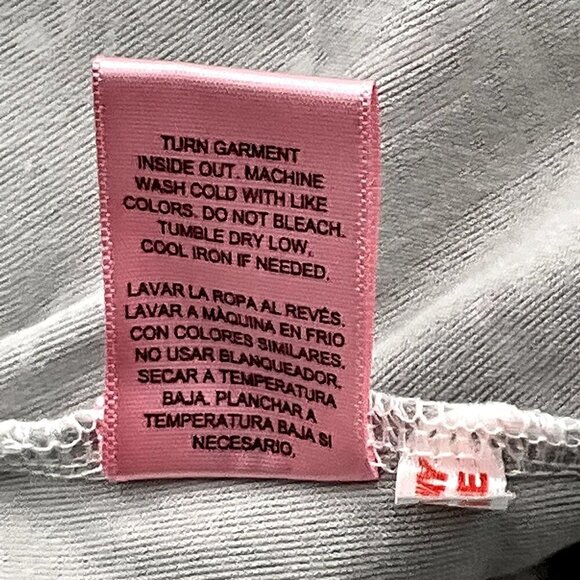 TURN GARMENT
INSIDE OUT. MACHINE
WASH COLD WITH LIKE
COLORS. DO NOT BLEACH.
TUMBLE DRY LOW.
COOL IRON IF NEEDED.
LAVAR LA ROPA AL REVÉS.
LAVAR A MÀQUINA EN FRIO
CON COLORES SIMILARES.
NO USAR BLANQUEADOR.
SECAR A TEMPERATURA
BAJA. PLANCHAR A
TEMPERATURA BAJA SI
NECESARIO.
E